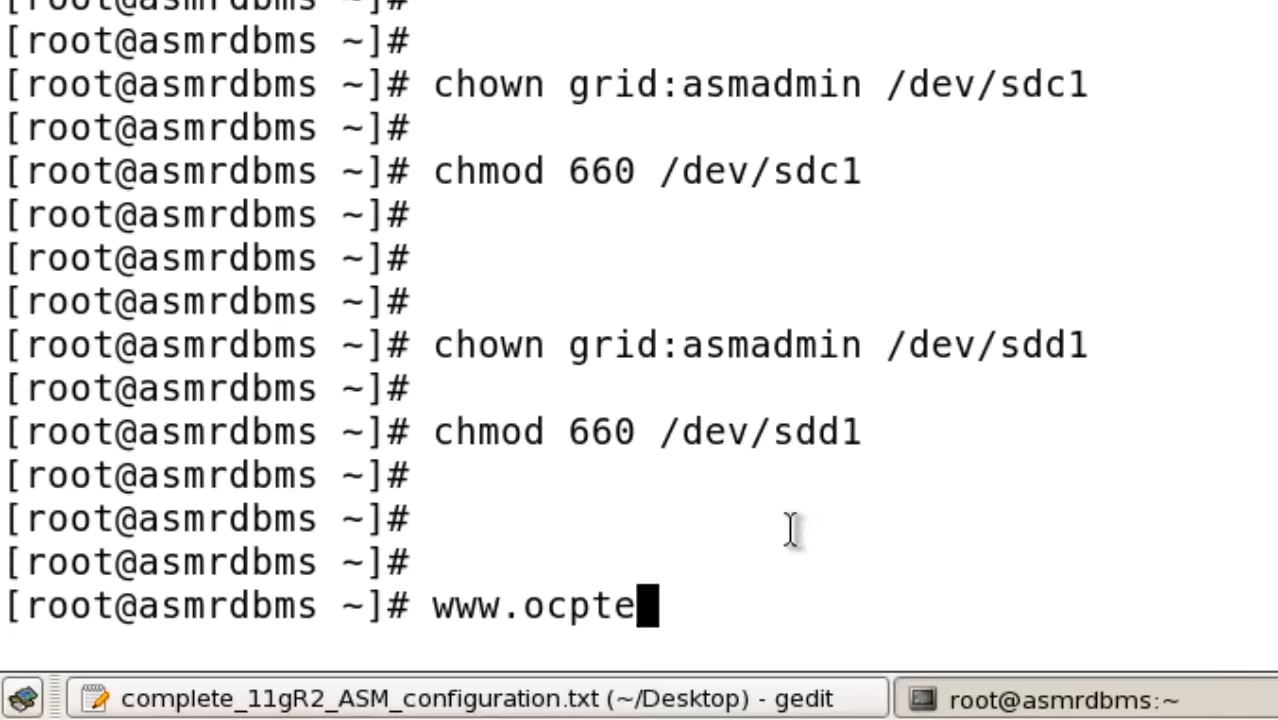 [root@asmrdbms ~]#
[root@asmrdbms ~]#
[root@asmrdbms ~]# chown grid:asmadmin /dev/sdc1
[root@asmrdbms ~]#
[root@asmrdbms ~]# chmod 660 /dev/sdc1
[root@asmrdbms ~]#
[root@asmrdbms ~]#
[root@asmrdbms ~]#
[root@asmrdbms ~]# chown grid:asmadmin /dev/sdd1
[root@asmrdbms ~]#
[root@asmrdbms ~]# chmod 660 /dev/sdd1
[root@asmrdbms ~]#
[root@asmrdbms ~]#
[root@asmrdbms ~]#
[root@asmrdbms ~]# www.ocpte
complete_11gR2_ASM_configuration.txt (~/Desktop) - gedit
root@asmrdbms:~